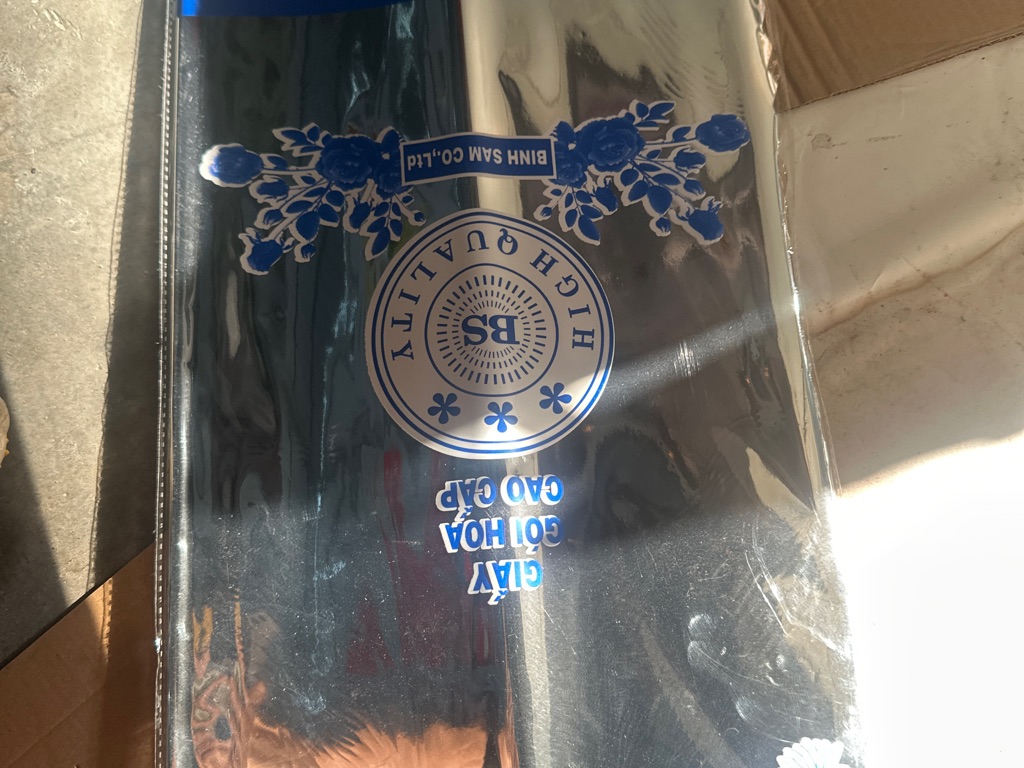 GIẤY
GÓI HOA
CAO CẤP
HIGH QUALITY
BS
BINH SAM CO.,Ltd